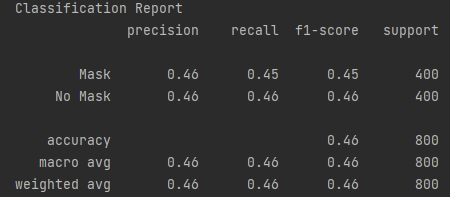 Classification Report
precision recall f1-score support
Mask 0.46 0.45 0.45 400
No Mask 0.46 0.46 0.46 400
accuracy 0.46 800
macro avg 0.46 0.46 0.46 800
weighted avg 0.46 0.46 0.46 800